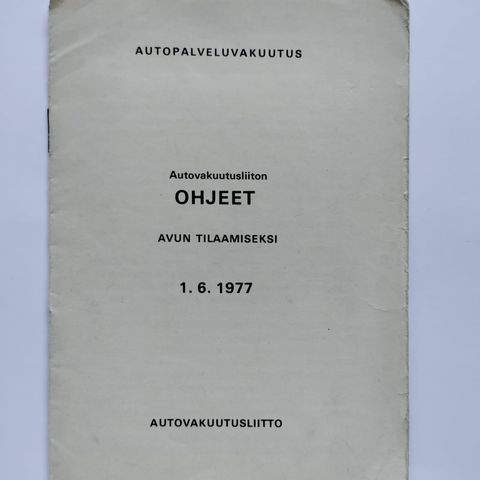 AUTOPALVELUVAKUUTUS
Autovakuutusliiton
OHJEET
AVUN TILAAMISEKSI
1. 6. 1977
AUTOVAKUUTUSLIITTO